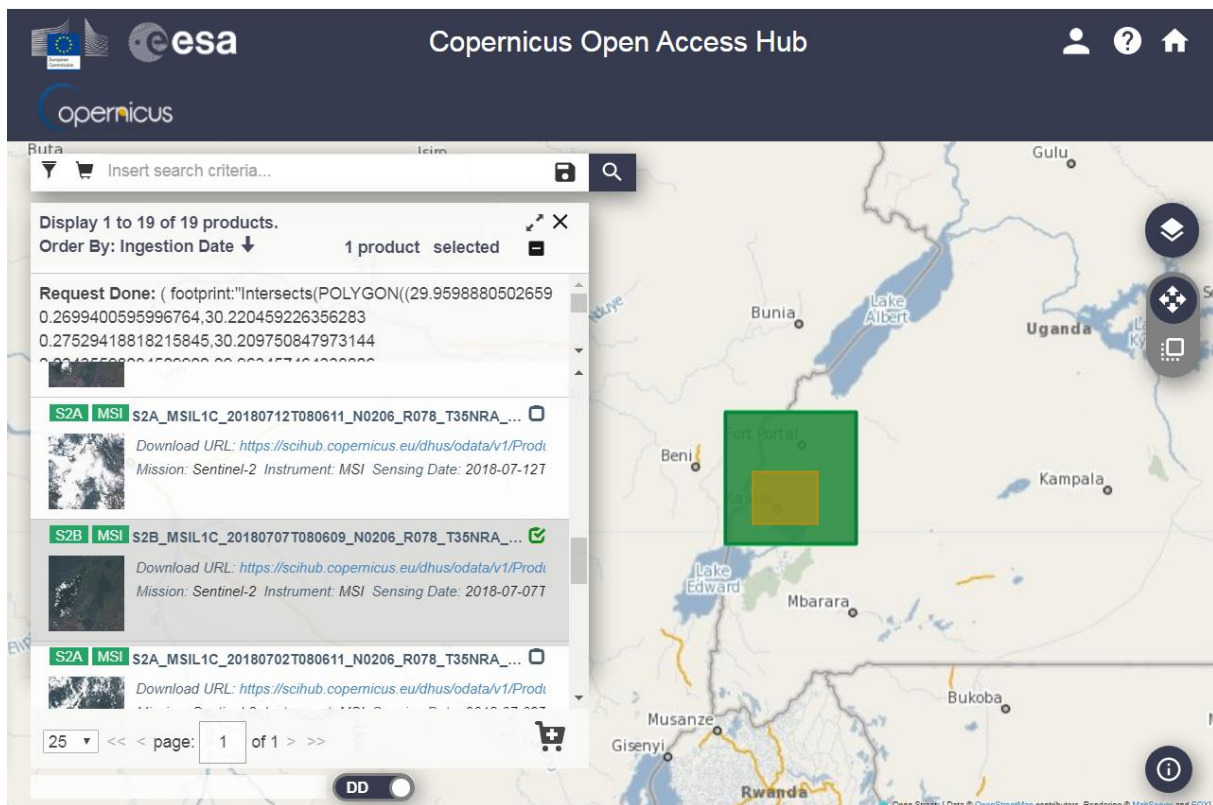 esa
Copernicus Open Access Hub
opernicus
Buta
Isiro
Gulu
Insert search criteria...
Display 1 to 19 of 19 products.
Order By: Ingestion Date
1 product selected
Request Done: ( footprint:"Intersects(POLYGON((29.9598880502659
0.2699400595996764,30.220459226356283
0.27529418818215845,30.209750847973144
S2A MSI S2A_MSIL1C_20180712T080611_N0206_R078_T35NRA_...
Download URL: https://scihub.copernicus.eu/dhus/odata/v1/Produ
Mission: Sentinel-2 Instrument: MSI Sensing Date: 2018-07-12T
S2B MSI S2B_MSIL1C_20180707T080609_N0206_R078_T35NRA_...
Download URL: https://scihub.copernicus.eu/dhus/odata/v1/Produ
Mission: Sentinel-2 Instrument: MSI Sensing Date: 2018-07-07T
S2A MSI S2A_MSIL1C_20180702T080611_N0206_R078_T35NRA_...
Download URL: https://scihub.copernicus.eu/dhus/odata/v1/Produ
25 << < page: 1 of 1 > >>
DD
Bunia
Lake
Albert
Uganda
Fort Portal
Beni
Kampala
Lake
Edward
Mbarara
Bukoba
Musanze
Gisenyi
Rwanda